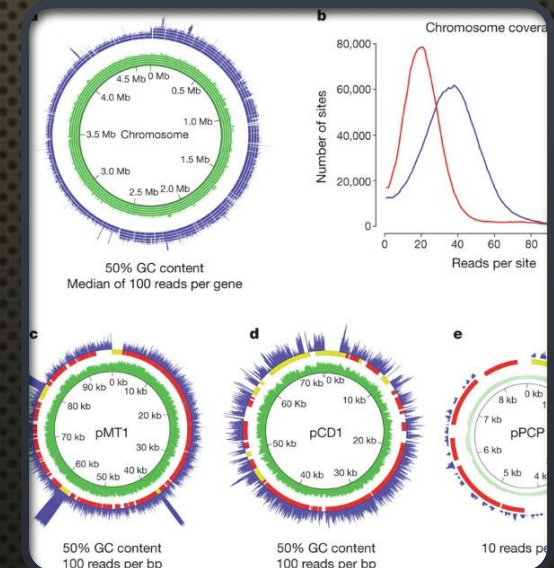 b
Chromosome covera
80,000
60,000
40,000
20,000
0
Number of sites
0 20 40 60 80
Reads per site
0 Mb
0.5 Mb
1.0 Mb
1.5 Mb
2.0 Mb
2.5 Mb
3.0 Mb
3.5 Mb
4.0 Mb
4.5 Mb
Chromosome
50% GC content
Median of 100 reads per gene
c
0 kb
10 kb
20 kb
30 kb
40 kb
50 kb
60 kb
70 kb
80 kb
90 kb
pMT1
50% GC content
100 reads per bp
d
0 kb
10 kb
20 kb
30 kb
40 kb
50 kb
60 Kb
70 kb
pCD1
50% GC content
100 reads per bp
e
0 kb
1
4 k
5 kb
6 kb
7 kb
8 kb
pPCP
10 reads pe